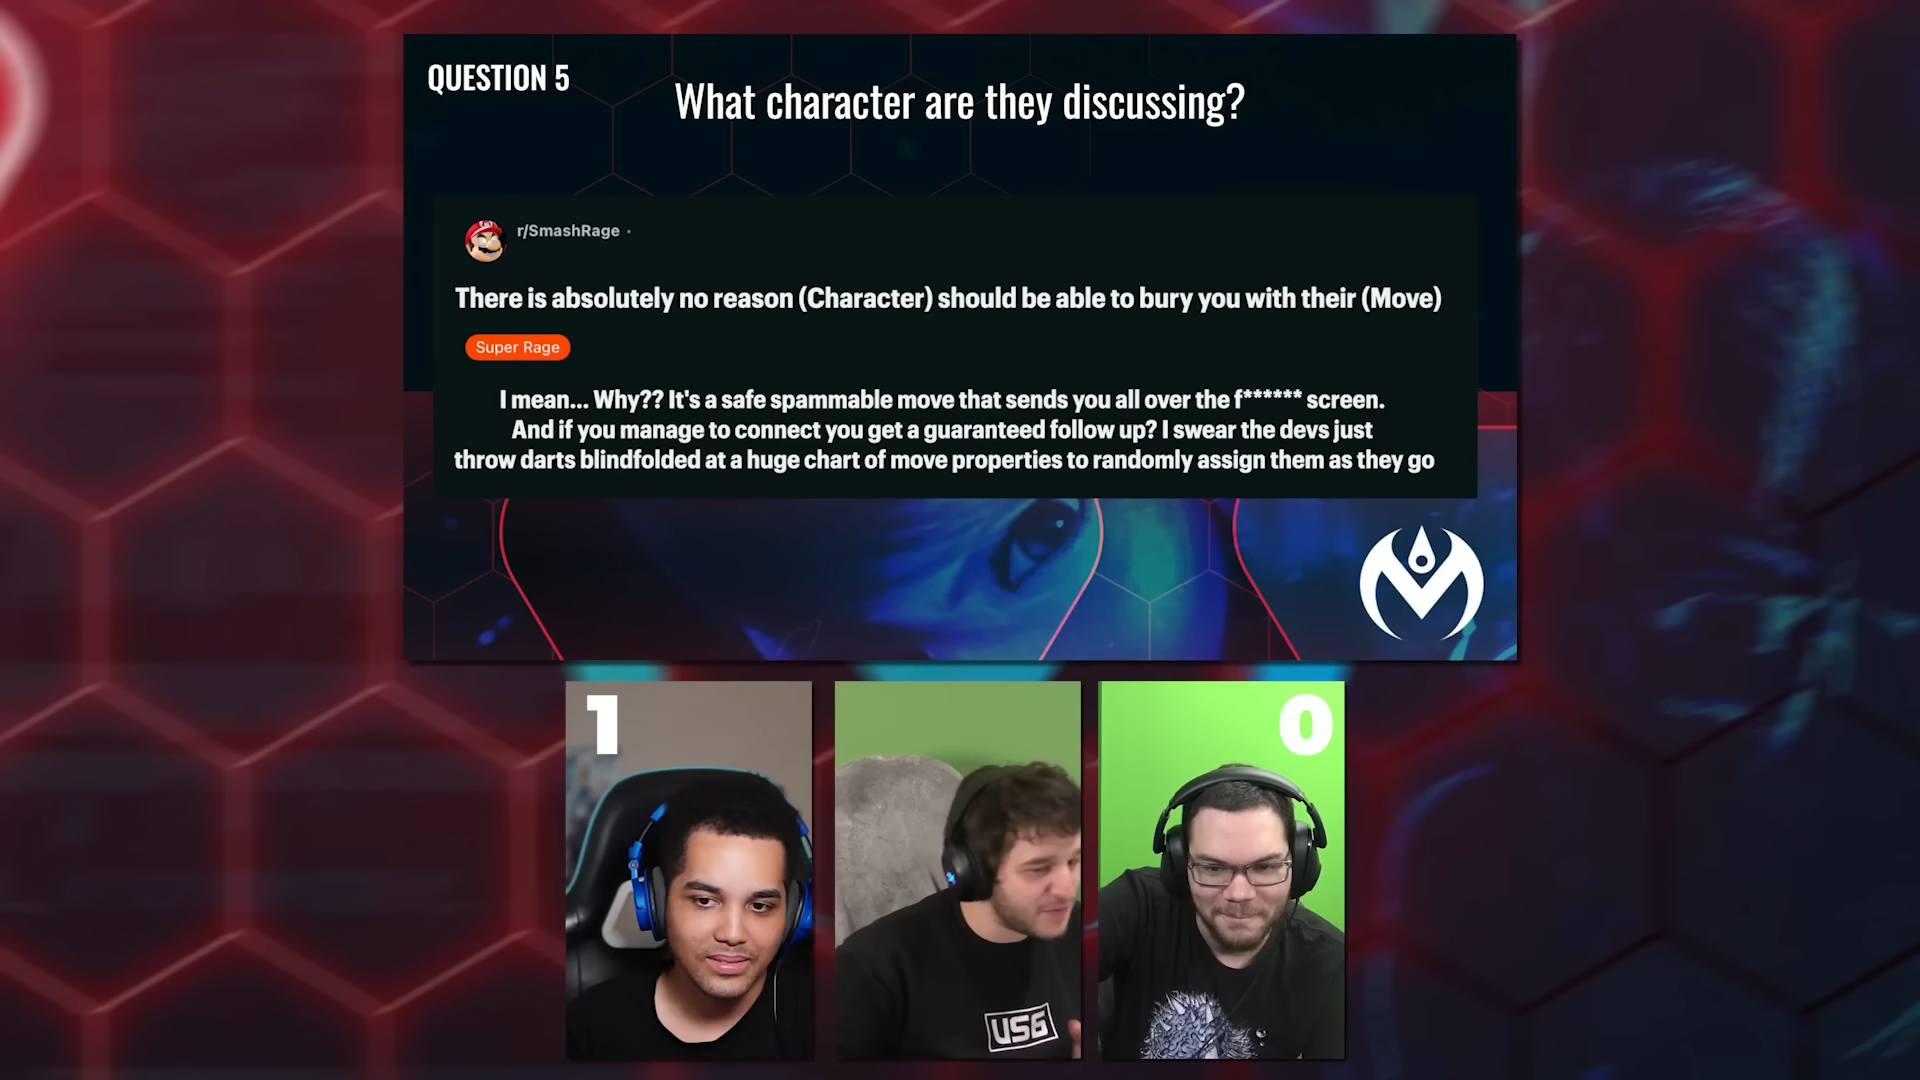 QUESTION 5
What character are they discussing?
r/SmashRage ·
There is absolutely no reason (Character) should be able to bury you with their (Move)
Super Rage
I mean... Why?? It's a safe spammable move that sends you all over the f****** screen.
And if you manage to connect you get a guaranteed follow up? I swear the devs just
throw darts blindfolded at a huge chart of move properties to randomly assign them as they go
1
0
USG